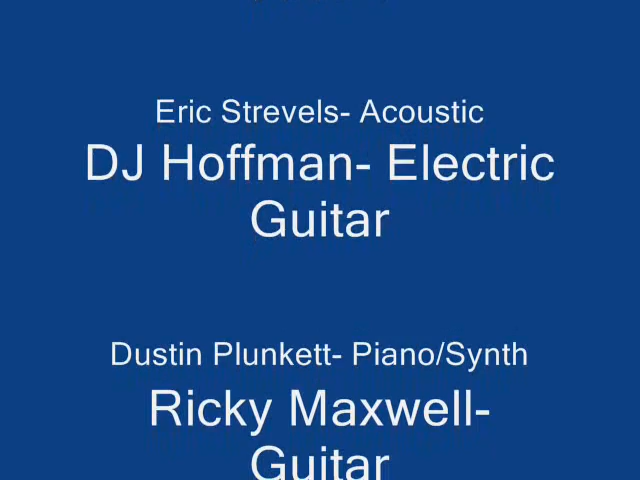 Eric Strevels- Acoustic
DJ Hoffman- Electric
Guitar
Dustin Plunkett- Piano/Synth
Ricky Maxwell-
Guitar